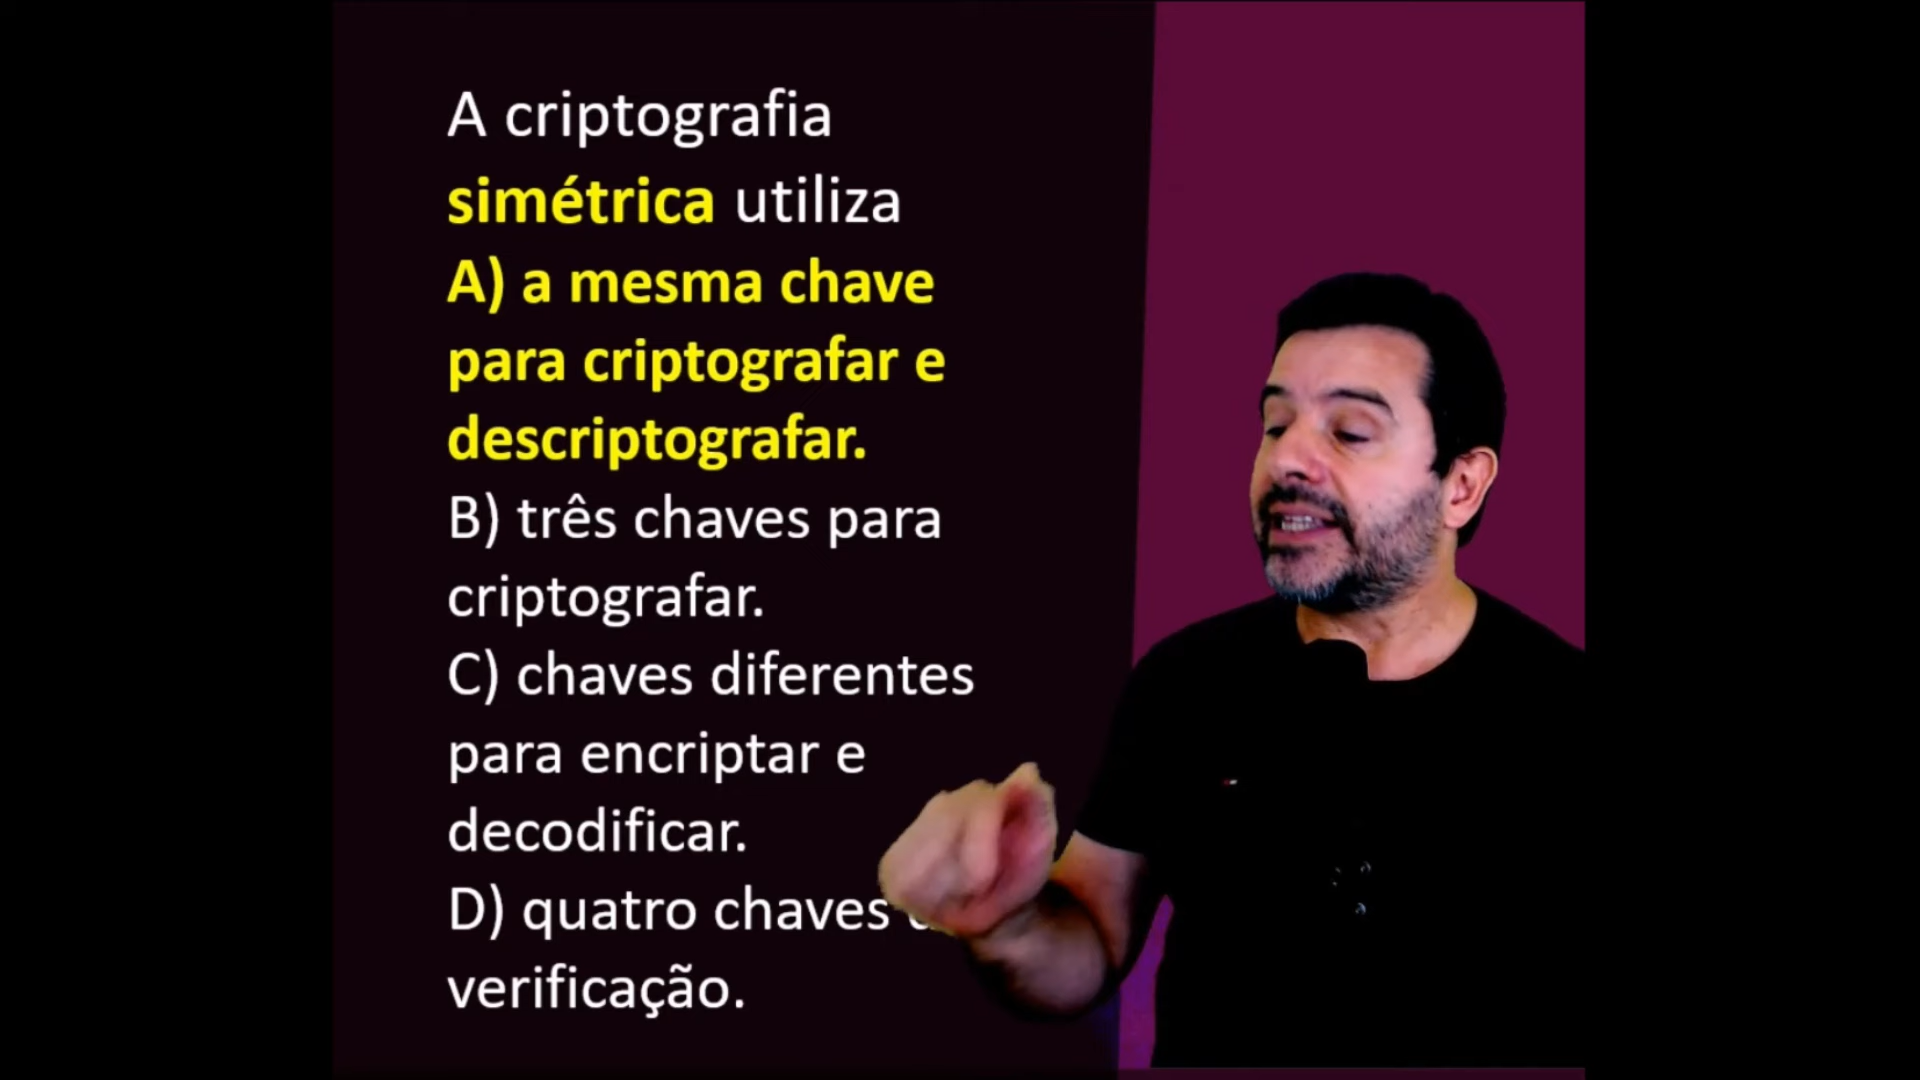 A criptografia
simétrica utiliza
A) a mesma chave
para criptografar e
descriptografar.
B) três chaves para
criptografar.
C) chaves diferentes
para encriptar e
decodificar.
D) quatro chaves
verificação.